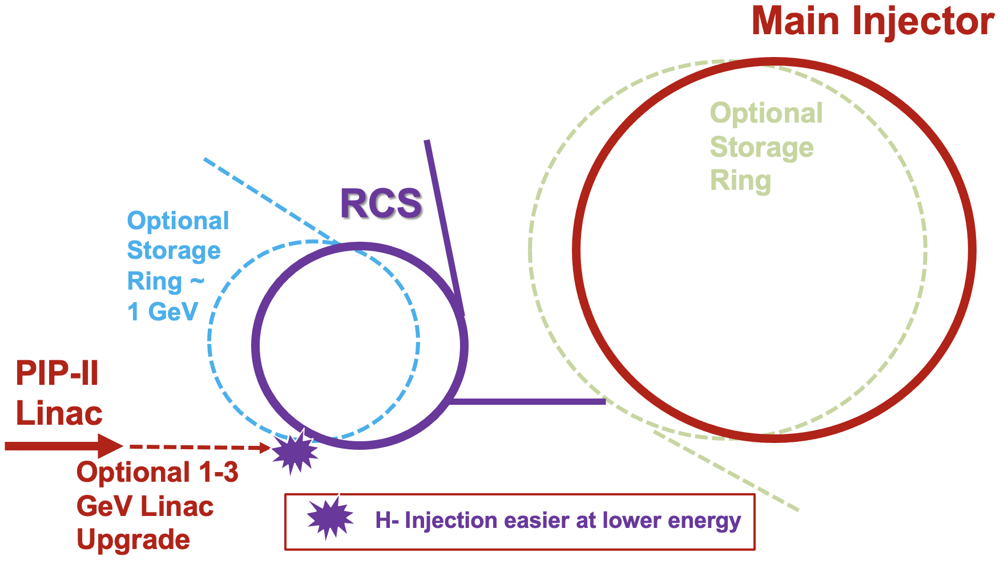 Main Injector
Optional
Storage
Ring
RCS
Optional
Storage
Ring ~
1 GeV
PIP-II
Linac
Optional 1-3
GeV Linac
Upgrade
H- Injection easier at lower energy